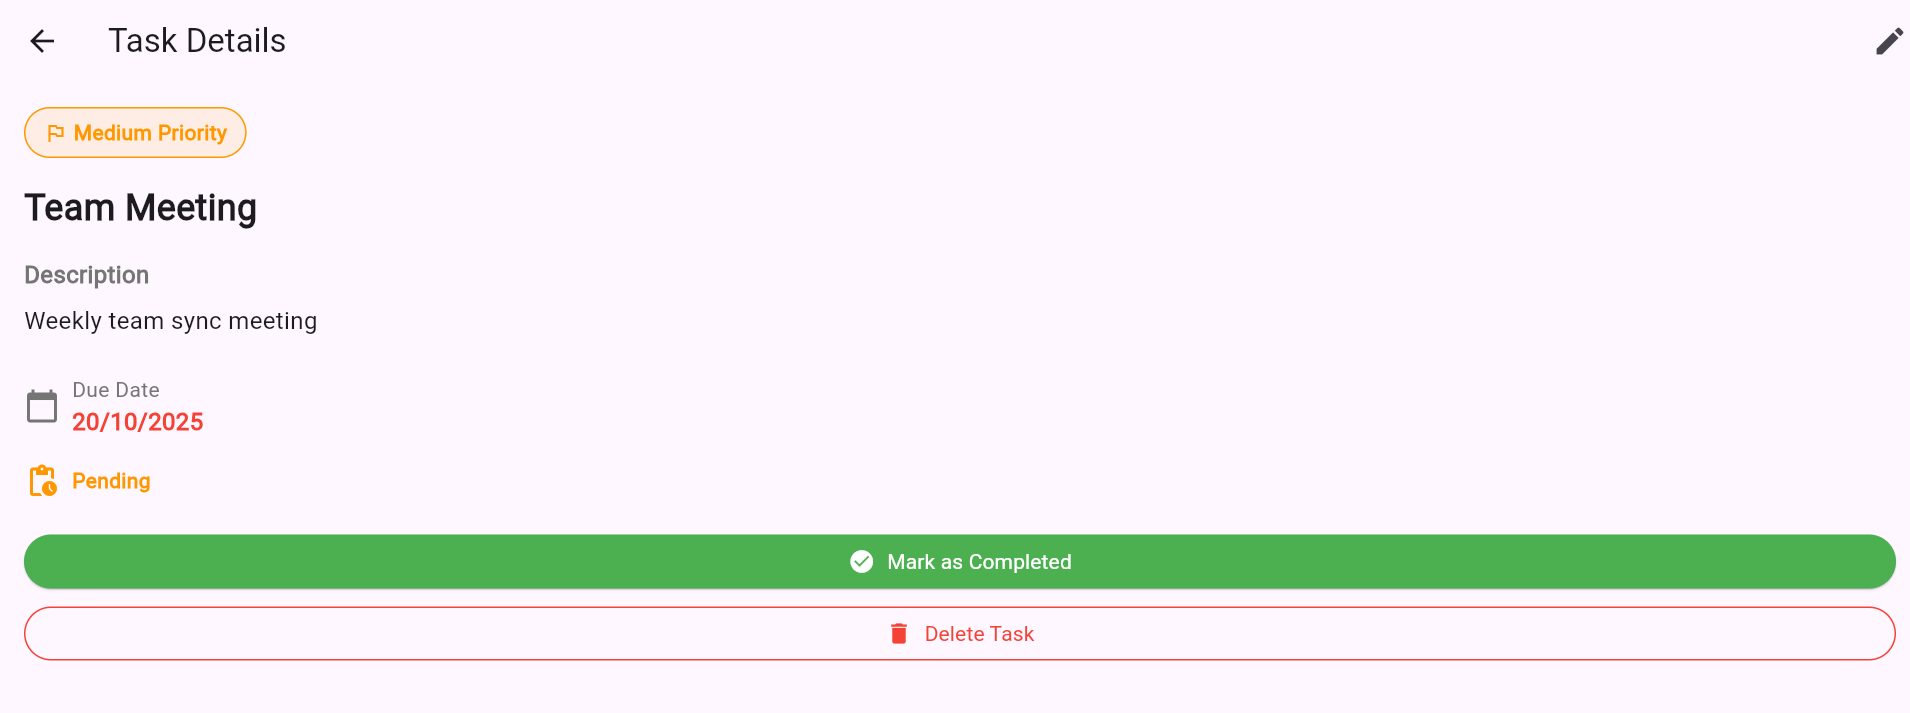 Task Details
Medium Priority
Team Meeting
Description
Weekly team sync meeting
Due Date
20/10/2025
Pending
Mark as Completed
Delete Task